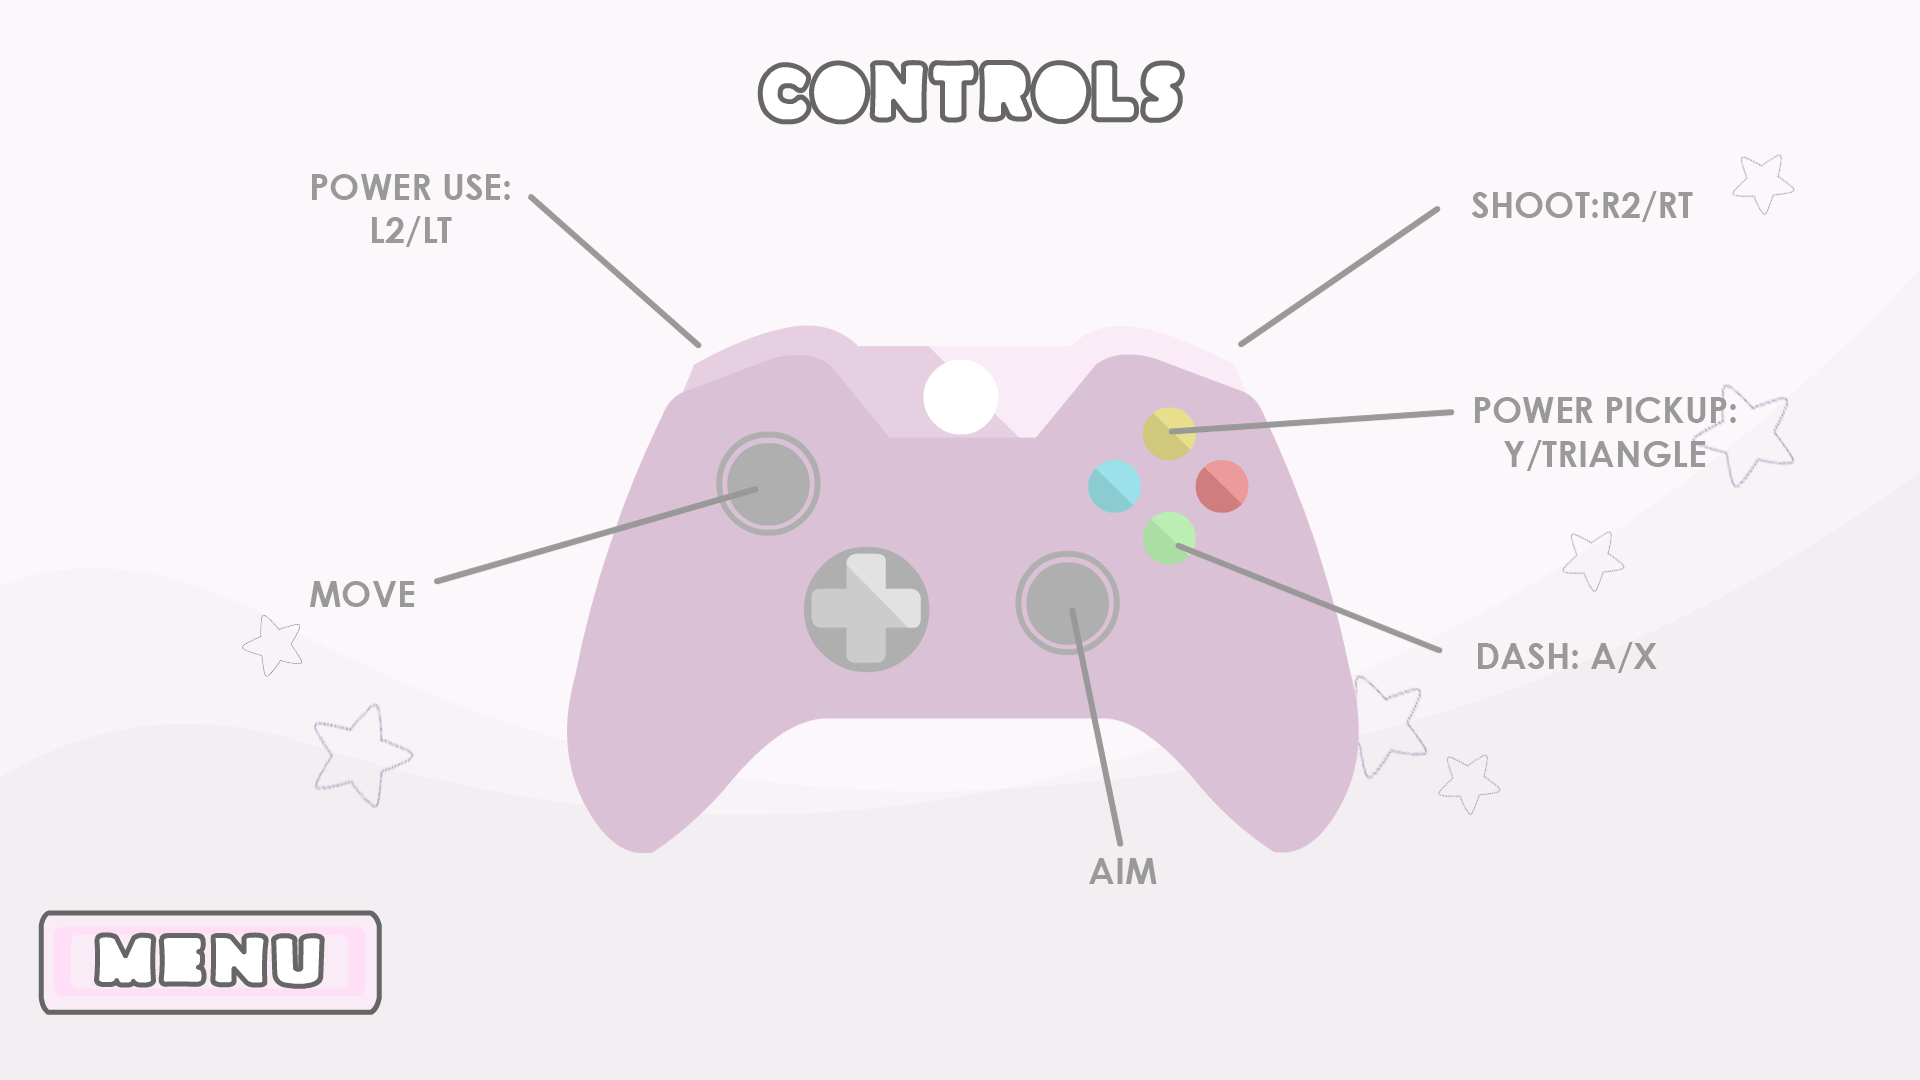 CONTROLS
POWER USE:
L2/LT
SHOOT:R2/RT
POWER PICKUP:
Y/TRIANGLE
MOVE
DASH: A/X
AIM
MENU